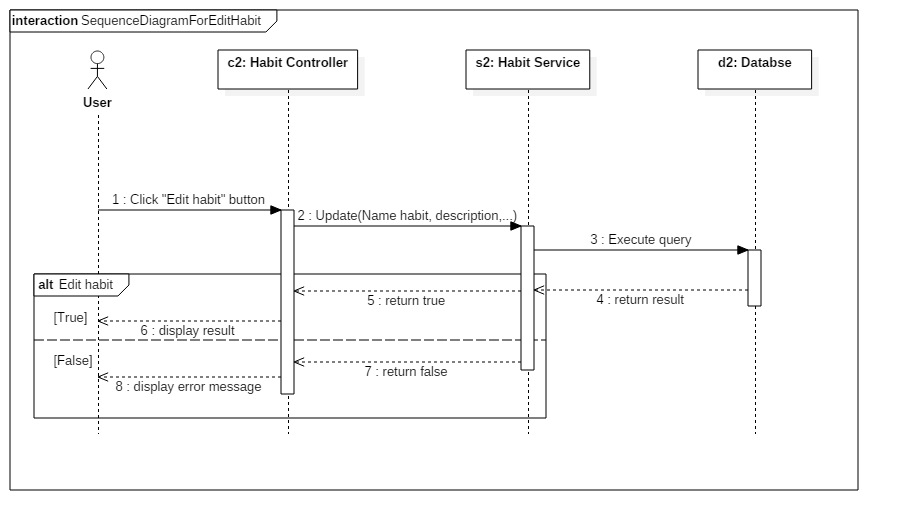 interaction SequenceDiagramForEditHabit
User
c2: Habit Controller
s2: Habit Service
d2: Databse
1 : Click "Edit habit" button
2 : Update(Name habit, description,...)
3 : Execute query
alt Edit habit
4 : return result
5 : return true
[True]
6 : display result
[False]
7 : return false
8 : display error message